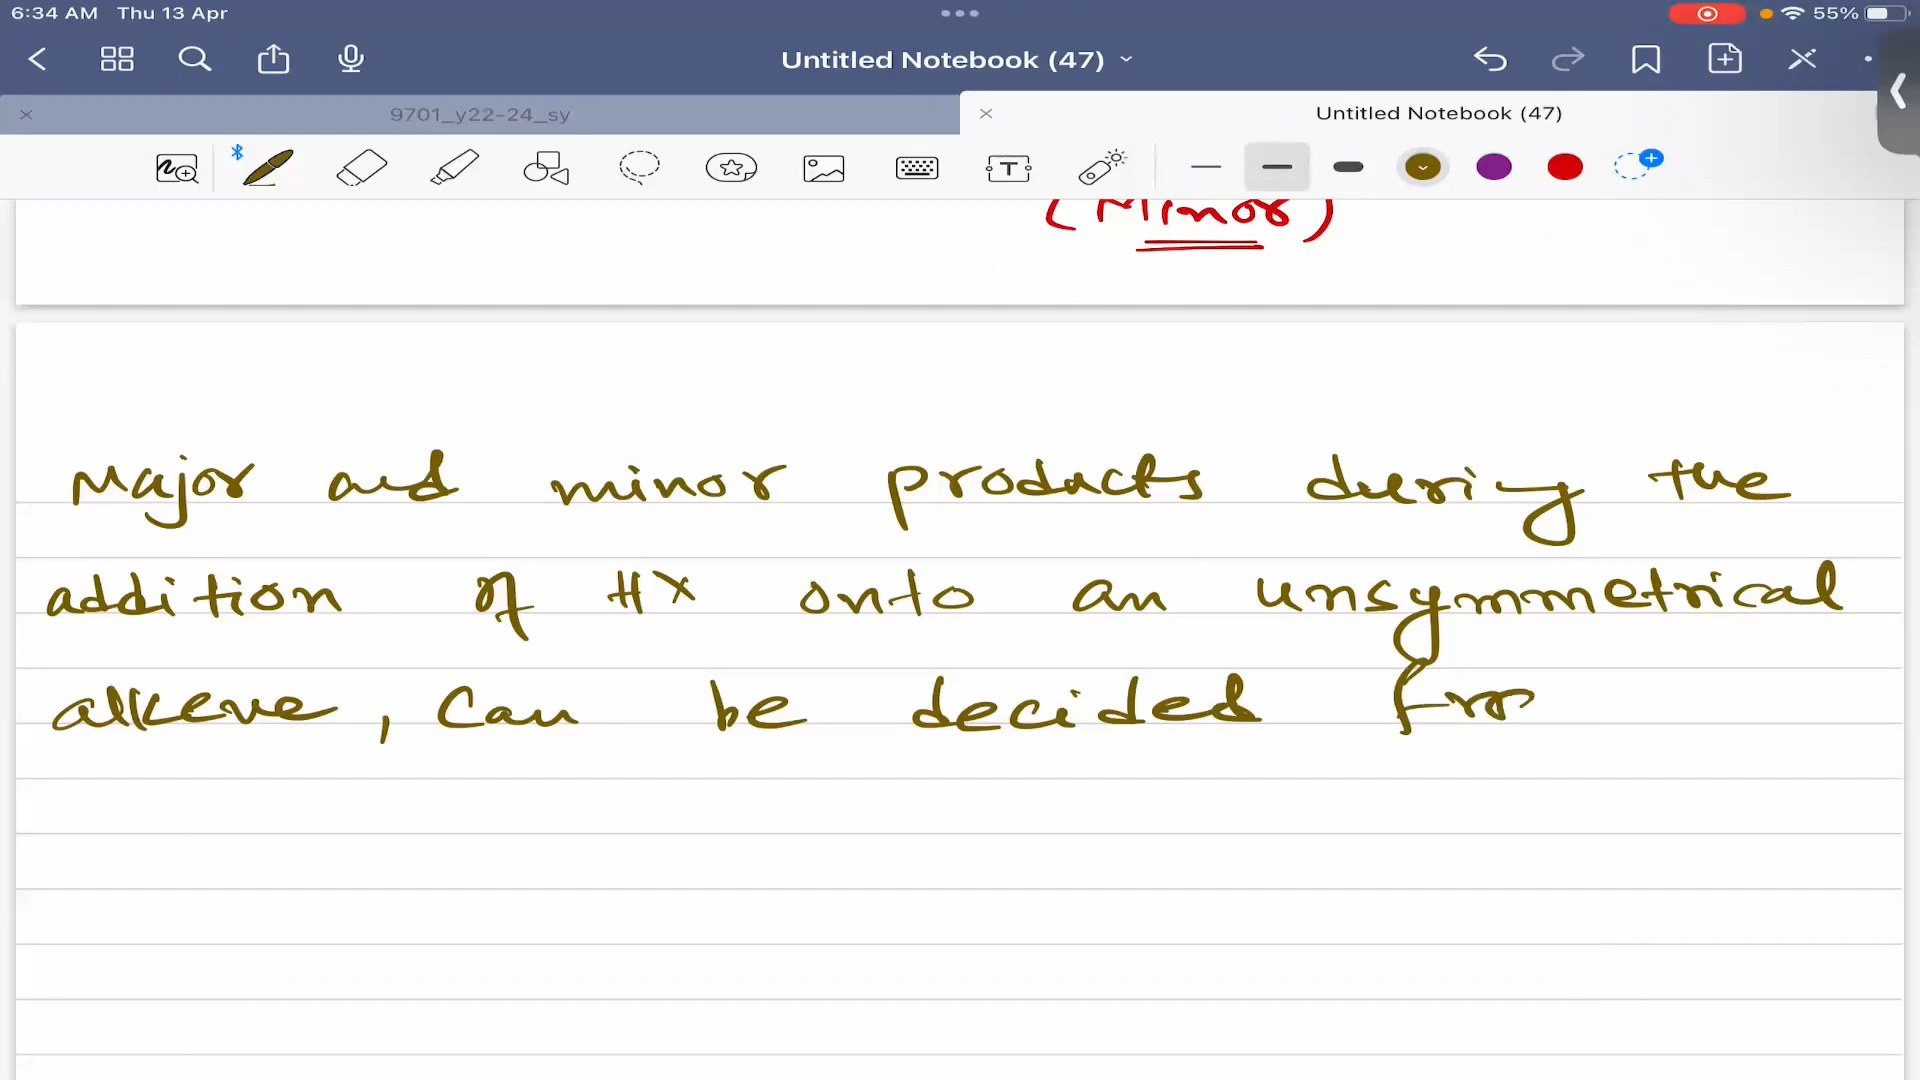 6:34 AM Thu 13 Apr
55%
Untitled Notebook (47)
9701_y22-24_sy
Untitled Notebook (47)
T
(Minor)
Major and minor products during the
addition of HX onto an unsymmetrical
alkene, can be decided fro